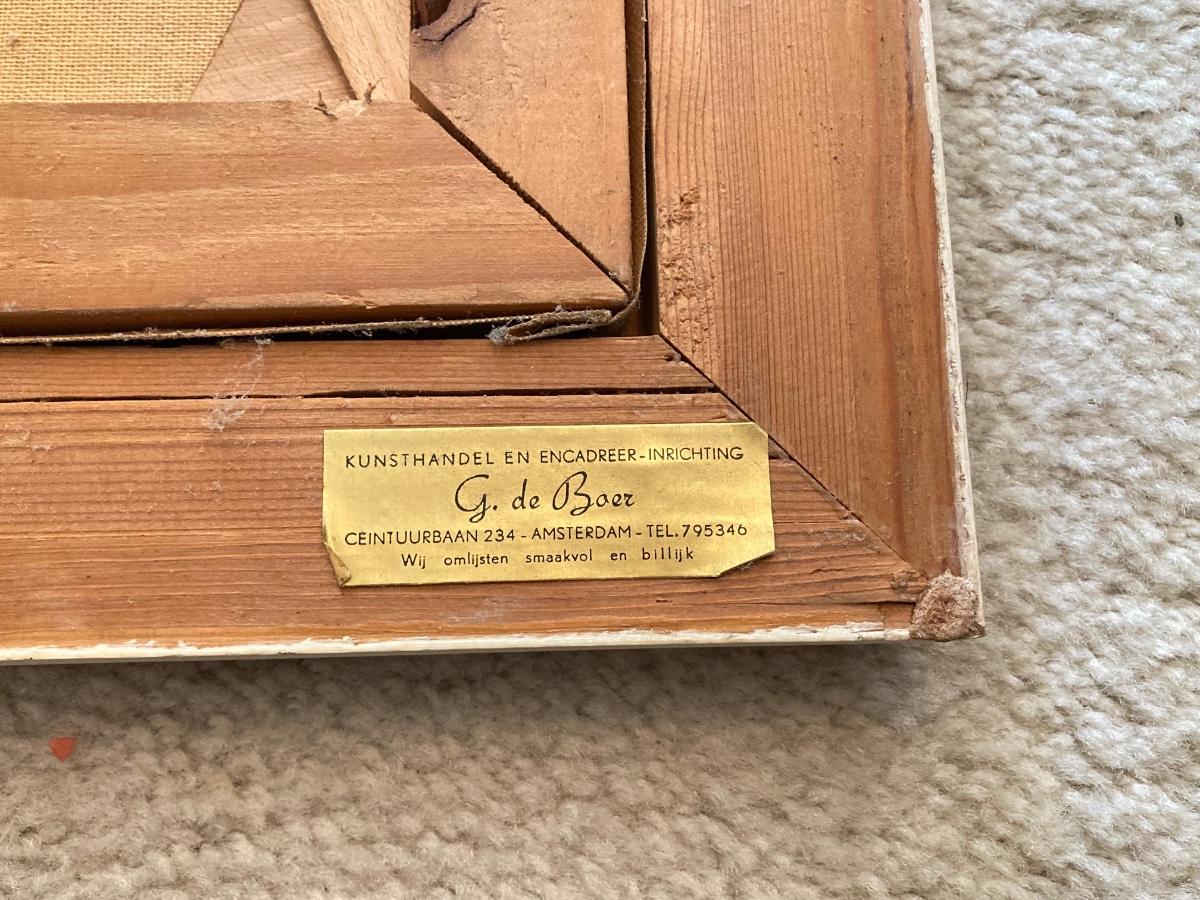 KUNSTHANDEL EN ENCADREER-INRICHTING
G. de Boer
CEINTUURBAAN 234 - AMSTERDAM - TEL. 795346
Wij omlijsten smaakvol en billijk